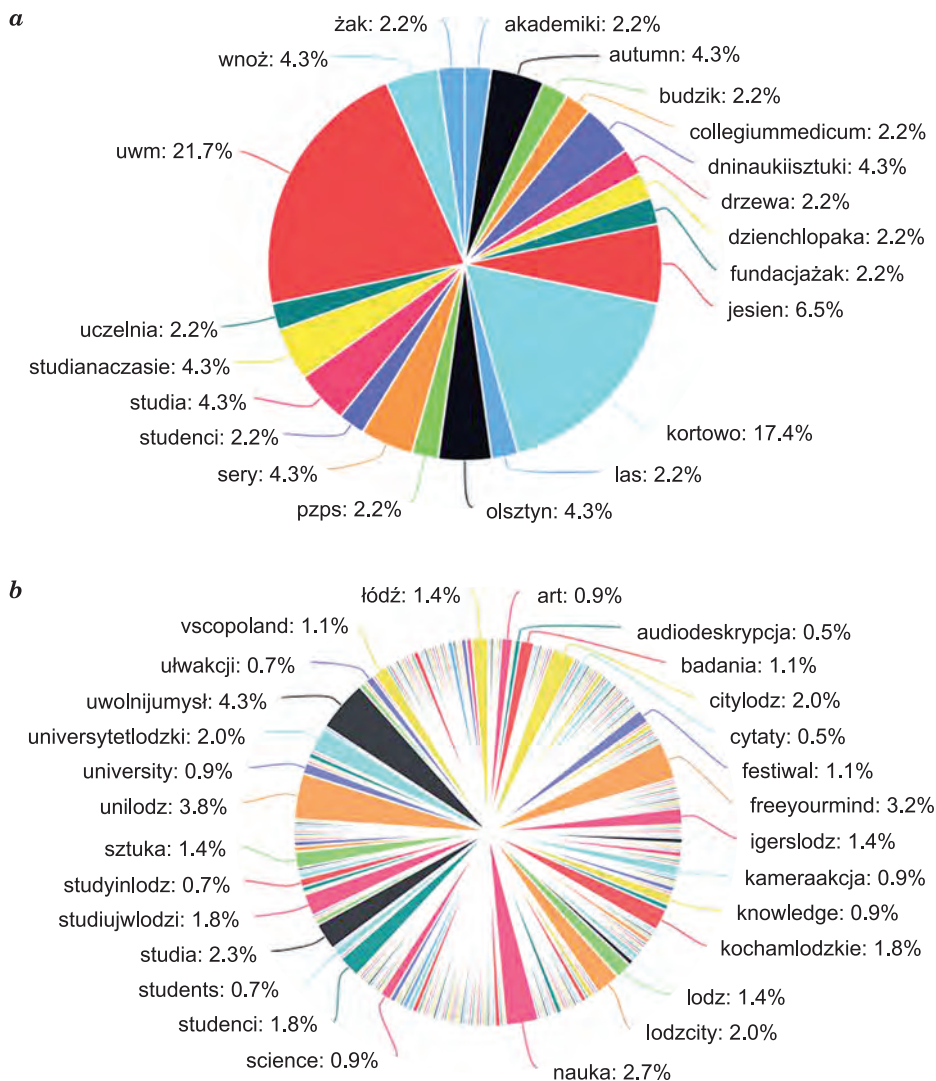 a
żak: 2.2%
akademiki: 2.2%
wnoż: 4.3%
autumn: 4.3%
budzik: 2.2%
collegiummedicum: 2.2%
uwm: 21.7%
dninaukiisztuki: 4.3%
drzewa: 2.2%
dzienchlopaka: 2.2%
fundacjażak: 2.2%
jesien: 6.5%
uczelnia: 2.2%
studianaczasie: 4.3%
studia: 4.3%
studenci: 2.2%
kortowo: 17.4%
sery: 4.3%
las: 2.2%
pzps: 2.2%
olsztyn: 4.3%
b
łódź: 1.4%
art: 0.9%
vscopoland: 1.1%
audiodeskrypcja: 0.5%
ulwakcji: 0.7%
badania: 1.1%
uwolnijumysł: 4.3%
citylodz: 2.0%
universytetlodzki: 2.0%
cytaty: 0.5%
university: 0.9%
festiwal: 1.1%
unilodz: 3.8%
freeyourmind: 3.2%
igerslodz: 1.4%
sztuka: 1.4%
kameraakcja: 0.9%
studyinlodz: 0.7%
knowledge: 0.9%
studiujwlodzi: 1.8%
kochamlodzkie: 1.8%
studia: 2.3%
students: 0.7%
lodz: 1.4%
studenci: 1.8%
lodzcity: 2.0%
science: 0.9%
nauka: 2.7%